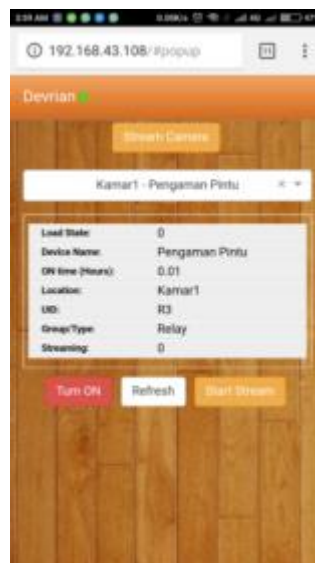 192.168.43.108/#popup
Devrian
Stream Camera
Kamar1 - Pengaman Pintu × ▾
Load State: 0
Device Name: Pengaman Pintu
ON time (Hours): 0.01
Location: Kamar1
UID: R3
Group/Type: Relay
Streaming: 0
Turn ON Refresh Start Stream